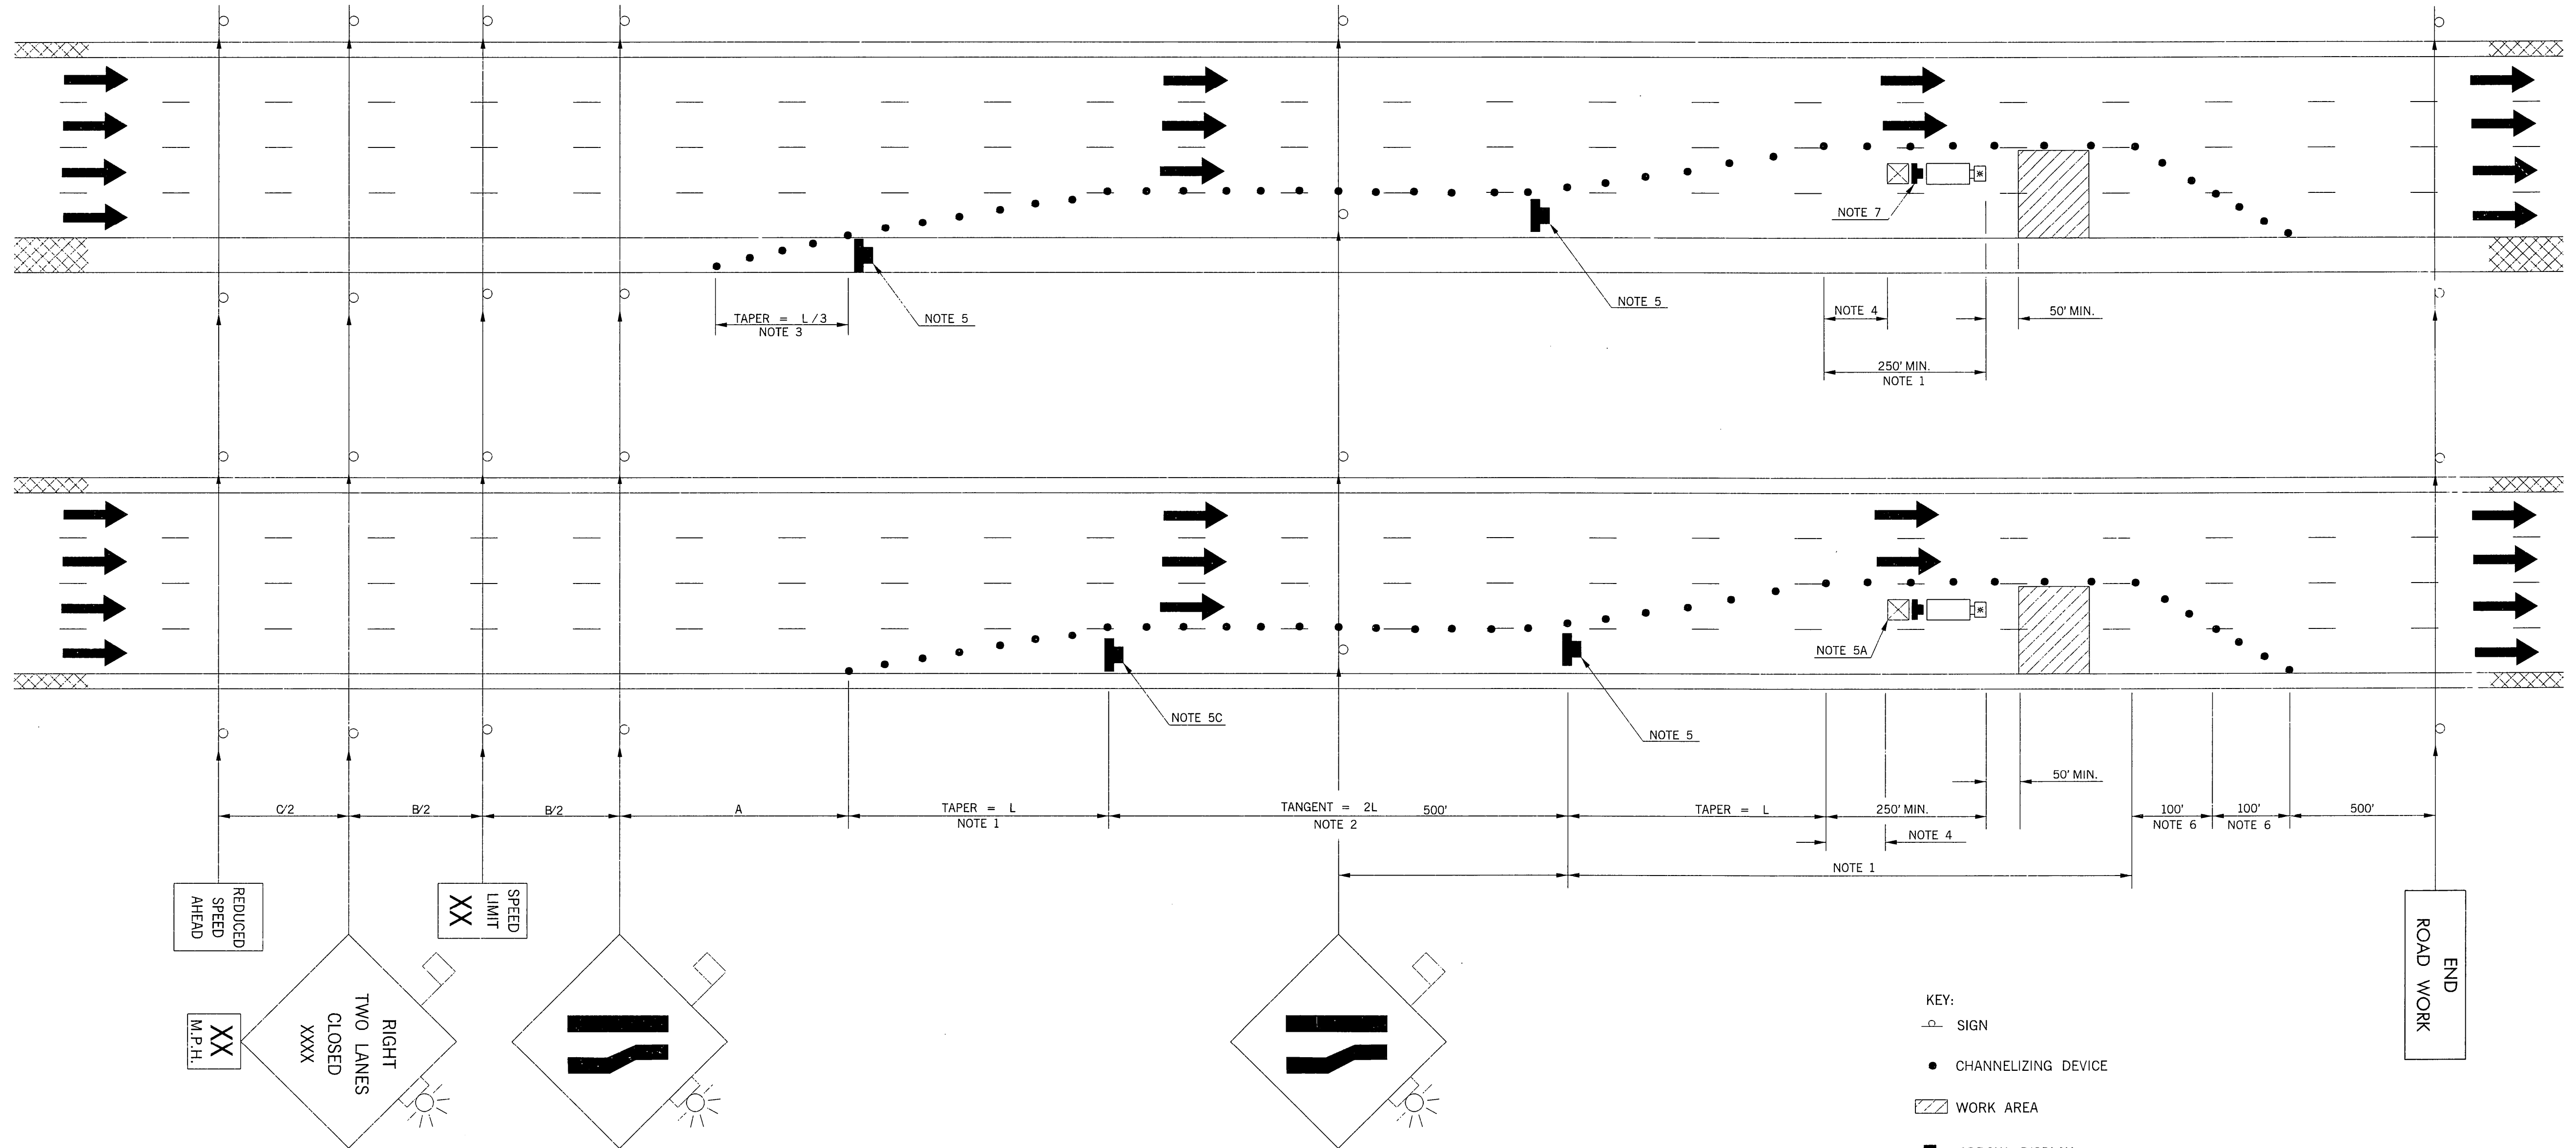 NOTE 7
NOTE 5
NOTE 5
TAPER = L/3
NOTE 3
NOTE 4
50' MIN.
250' MIN.
NOTE 1
NOTE 5A
NOTE 5C
NOTE 5
50' MIN.
C/2
B/2
B/2
A
TAPER = L
NOTE 1
TANGENT = 2L
NOTE 2
500'
TAPER = L
250' MIN.
NOTE 4
100'
NOTE 6
100'
NOTE 6
500'
NOTE 1
REDUCED
SPEED
AHEAD
SPEED
LIMIT
XX
RIGHT
TWO LANES
CLOSED
XXXX
XX
M.P.H.
END
ROAD WORK
KEY:
SIGN
CHANNELIZING DEVICE
WORK AREA